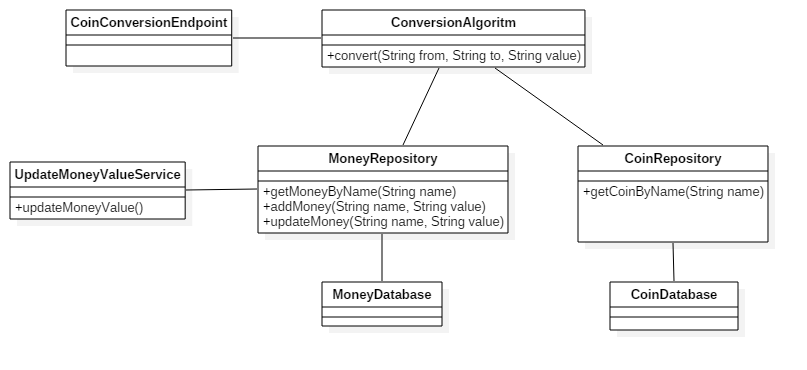 CoinConversionEndpoint
ConversionAlgoritm
+convert(String from, String to, String value)
MoneyRepository
+getMoneyByName(String name)
+addMoney(String name, String value)
+updateMoney(String name, String value)
CoinRepository
+getCoinByName(String name)
UpdateMoneyValueService
+updateMoneyValue()
MoneyDatabase
CoinDatabase